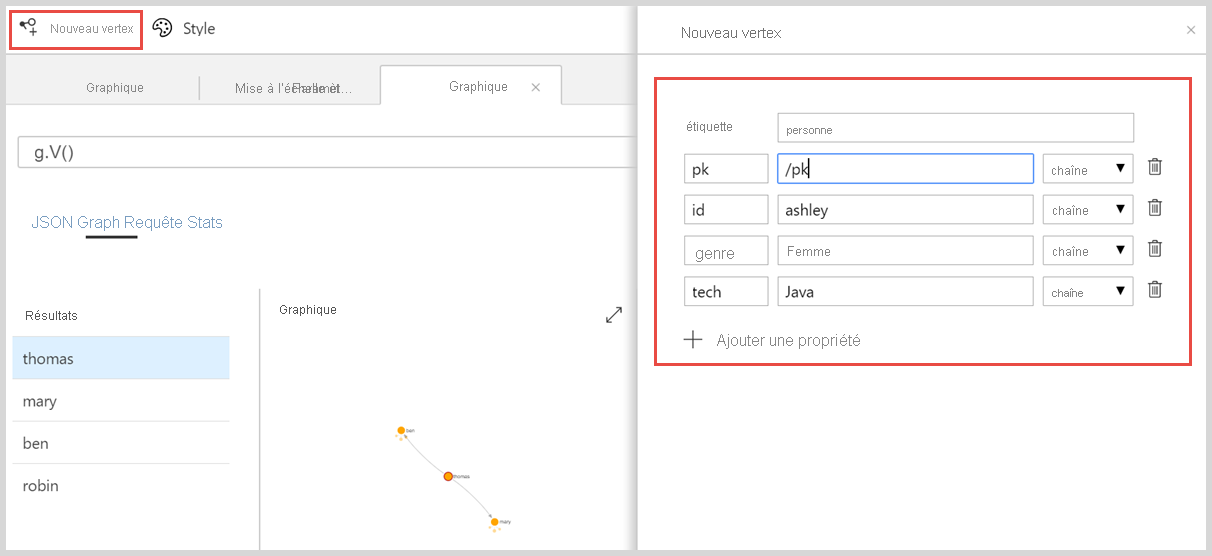 Nouveau vertex
Style
Graphique
Mise à l'échelle et Paramèt...
Graphique
g.V()
JSON Graph Requête Stats
Résultats
thomas
mary
ben
robin
Graphique
ben
thomas
mary
Nouveau vertex
étiquette personne
pk /pk chaîne
id ashley chaîne
genre Femme chaîne
tech Java chaîne
Ajouter une propriété